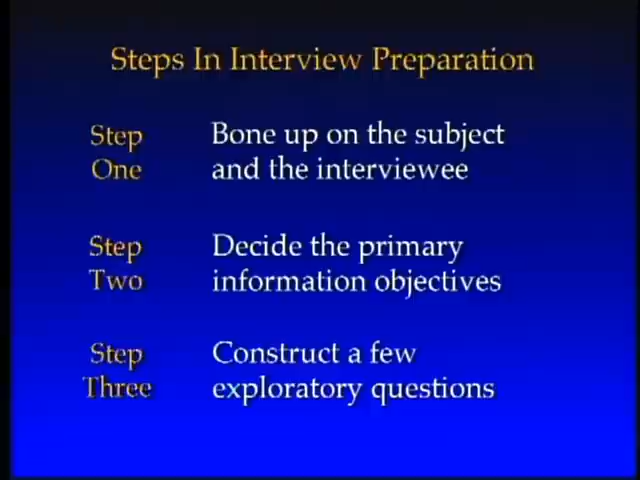 Steps In Interview Preparation
Step One
Bone up on the subject
and the interviewee
Step Two
Decide the primary
information objectives
Step Three
Construct a few
exploratory questions